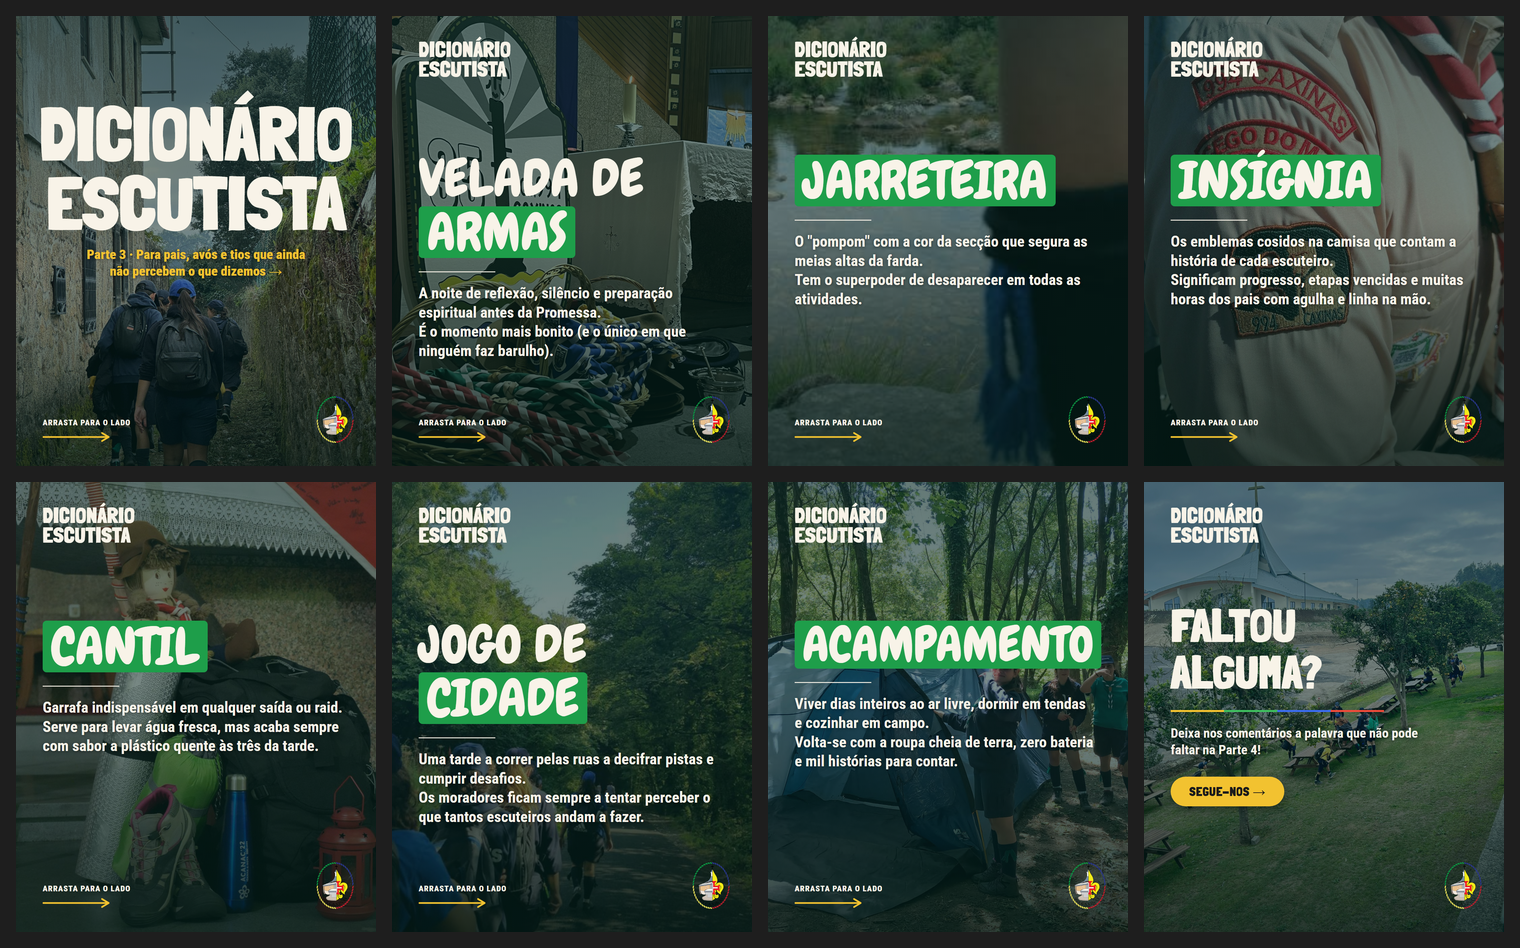 DICIONÁRIO
ESCUTISTA
Parte 3 · Para pais, avós e tios que ainda
não percebem o que dizemos →
ARRASTA PARA O LADO
DICIONÁRIO
ESCUTISTA
VELADA DE
ARMAS
A noite de reflexão, silêncio e preparação
espiritual antes da Promessa.
É o momento mais bonito (e o único em que
ninguém faz barulho).
ARRASTA PARA O LADO
DICIONÁRIO
ESCUTISTA
JARRETEIRA
O "pompom" com a cor da secção que segura as
meias altas da farda.
Tem o superpoder de desaparecer em todas as
atividades.
ARRASTA PARA O LADO
DICIONÁRIO
ESCUTISTA
994 CAXINAS
INSÍGNIA
Os emblemas cosidos na camisa que contam a
história de cada escuteiro.
Significam progresso, etapas vencidas e muitas
horas dos pais com agulha e linha na mão.
994 CAXINAS
ARRASTA PARA O LADO
DICIONÁRIO
ESCUTISTA
CANTIL
Garrafa indispensável em qualquer saída ou raid.
Serve para levar água fresca, mas acaba sempre
com sabor a plástico quente às três da tarde.
ACANAC'22
ARRASTA PARA O LADO
DICIONÁRIO
ESCUTISTA
JOGO DE
CIDADE
Uma tarde a correr pelas ruas a decifrar pistas e
cumprir desafios.
Os moradores ficam sempre a tentar perceber o
que tantos escuteiros andam a fazer.
ARRASTA PARA O LADO
DICIONÁRIO
ESCUTISTA
ACAMPAMENTO
Viver dias inteiros ao ar livre, dormir em tendas
e cozinhar em campo.
Volta-se com a roupa cheia de terra, zero bateria
e mil histórias para contar.
ARRASTA PARA O LADO
DICIONÁRIO
ESCUTISTA
FALTOU
ALGUMA?
Deixa nos comentários a palavra que não pode
faltar na Parte 4!
SEGUE-NOS →